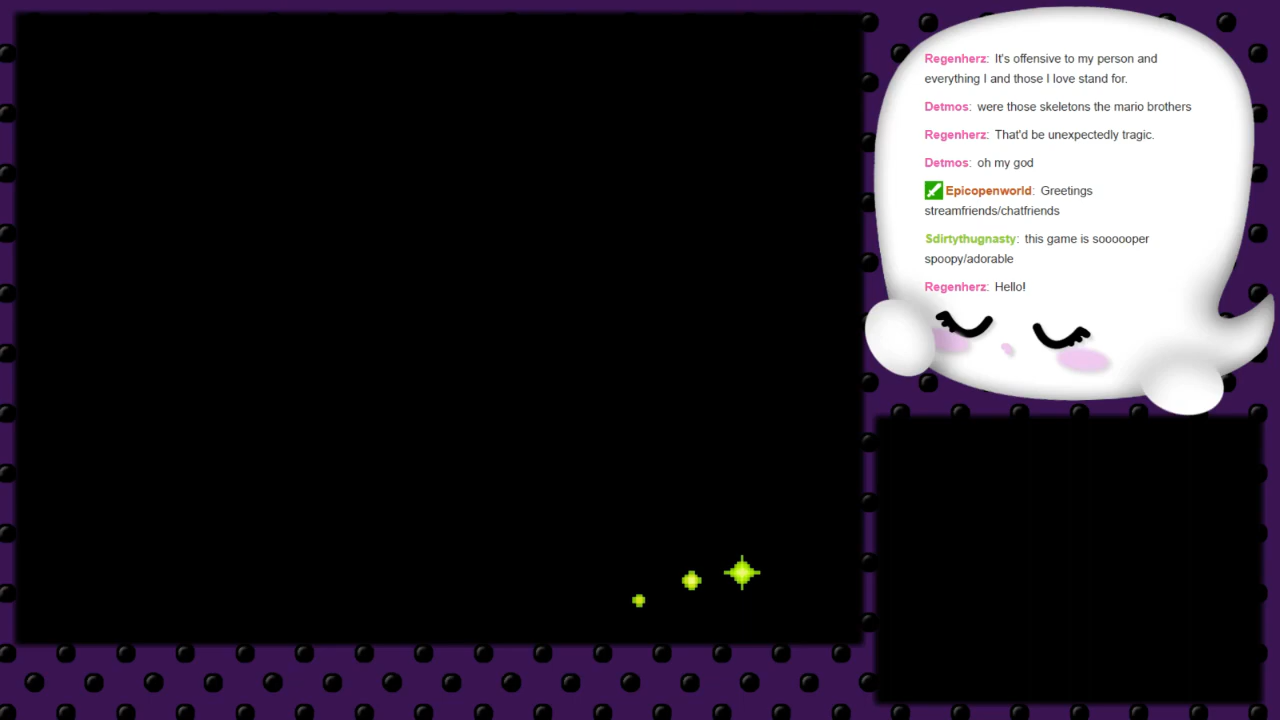 Regenherz: It's offensive to my person and
everything I and those I love stand for.
Detmos: were those skeletons the mario brothers
Regenherz: That'd be unexpectedly tragic.
Detmos: oh my god
Epicopenworld: Greetings
streamfriends/chatfriends
Sdirtythugnasty: this game is soooooper
spoopy/adorable
Regenherz: Hello!